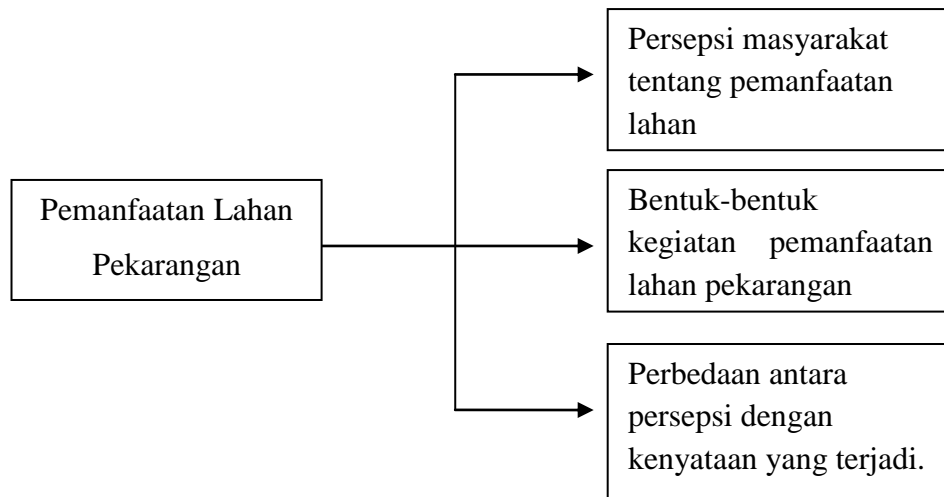 Persepsi masyarakat
tentang pemanfaatan
lahan
Pemanfaatan Lahan
Pekarangan
Bentuk-bentuk
kegiatan pemanfaatan
lahan pekarangan
Perbedaan antara
persepsi dengan
kenyataan yang terjadi.